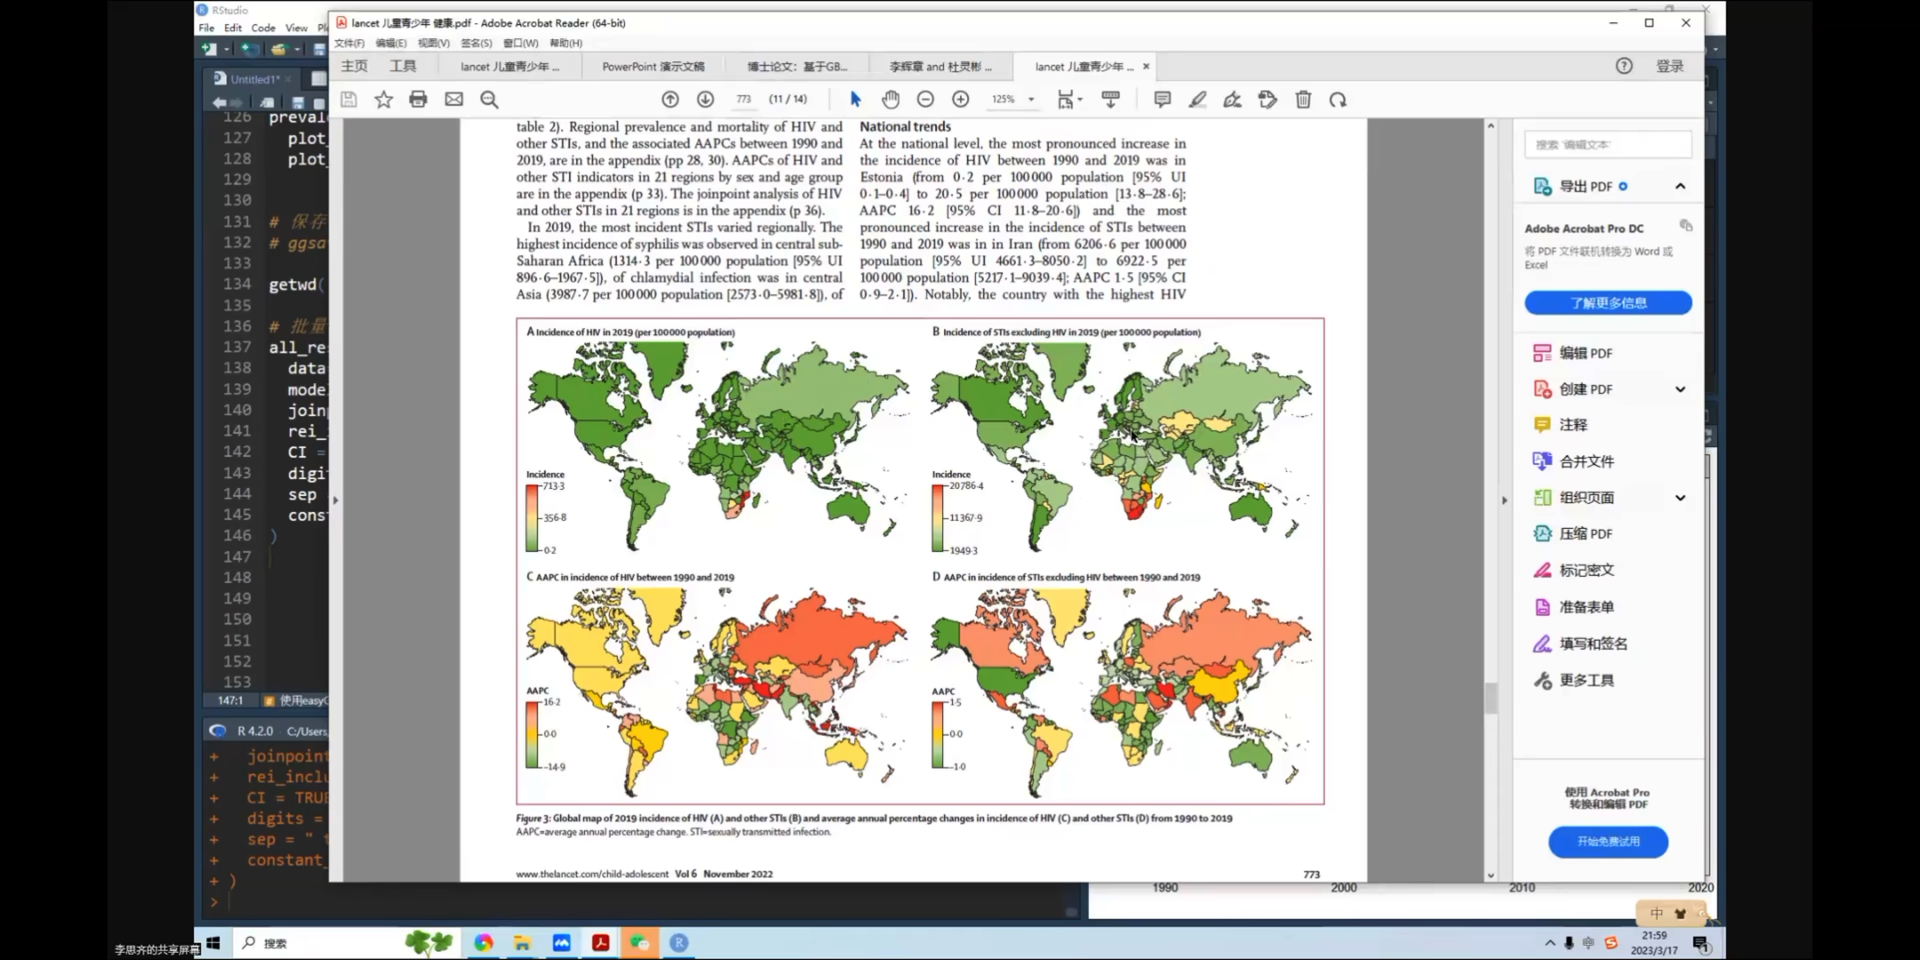 RStudio
File Edit Code View
lancet 儿童青少年 健康.pdf - Adobe Acrobat Reader (64-bit)
文件(F) 编辑(E) 视图(V) 签名(S) 窗口(W) 帮助(H)
主页 工具 lancet 儿童青少年 ... PowerPoint 演示文稿 博士论文：基于GB... 李辉章 and 杜灵彬 ... lancet 儿童青少年 ... × 登录
Untitled1*
773 (11 / 14) 125%
126 preval
127 plot_
128 plot_
129
130
131 # 保存
132 # ggsa
133
134 getwd(
135
136 # 批量
137 all_re
138 data
139 mode
140 join
141 rei_
142 CI =
143 digit
144 sep
145 cons
146 )
147
148
149
150
151
152
153
147:1 使用easy
R 4.2.0 C:/Users
+ joinpoint
+ rei_incl
+ CI = TRU
+ digits =
+ sep = " t
+ constant_
+ )
>
table 2). Regional prevalence and mortality of HIV and
other STIs, and the associated AAPCs between 1990 and
2019, are in the appendix (pp 28, 30). AAPCs of HIV and
other STI indicators in 21 regions by sex and age group
are in the appendix (p 33). The joinpoint analysis of HIV
and other STIs in 21 regions is in the appendix (p 36).
In 2019, the most incident STIs varied regionally. The
highest incidence of syphilis was observed in central sub-
Saharan Africa (1314·3 per 100 000 population [95% UI
896·6–1967·5]), of chlamydial infection was in central
Asia (3987·7 per 100 000 population [2573·0–5981·8]), of
National trends
At the national level, the most pronounced increase in
the incidence of HIV between 1990 and 2019 was in
Estonia (from 0·2 per 100 000 population [95% UI
0·1–0·4] to 20·5 per 100 000 population [13·8–28·6];
AAPC 16·2 [95% CI 11·8–20·6]) and the most
pronounced increase in the incidence of STIs between
1990 and 2019 was in in Iran (from 6206·6 per 100 000
population [95% UI 4661·3–8050·2] to 6922·5 per
100 000 population [5217·1–9039·4]; AAPC 1·5 [95% CI
0·9–2·1]). Notably, the country with the highest HIV
A Incidence of HIV in 2019 (per 100 000 population)
Incidence
713·3
356·8
0·2
B Incidence of STIs excluding HIV in 2019 (per 100 000 population)
Incidence
20786·4
11367·9
1949·3
C AAPC in incidence of HIV between 1990 and 2019
AAPC
16·2
0·0
–14·9
D AAPC in incidence of STIs excluding HIV between 1990 and 2019
AAPC
1·5
0·0
–1·0
Figure 3: Global map of 2019 incidence of HIV (A) and other STIs (B) and average annual percentage changes in incidence of HIV (C) and other STIs (D) from 1990 to 2019
AAPC=average annual percentage change. STI=sexually transmitted infection.
www.thelancet.com/child-adolescent Vol 6 November 2022 773
搜索 '编辑文本'
导出 PDF
Adobe Acrobat Pro DC
将 PDF 文件联机转换为 Word 或
Excel
了解更多信息
编辑 PDF
创建 PDF
注释
合并文件
组织页面
压缩 PDF
标记密文
准备表单
填写和签名
更多工具
使用 Acrobat Pro
转换和编辑 PDF
开始免费试用
1990 2000 2010 2020
中
李思齐的共享屏幕
搜索
21:59
2023/3/17